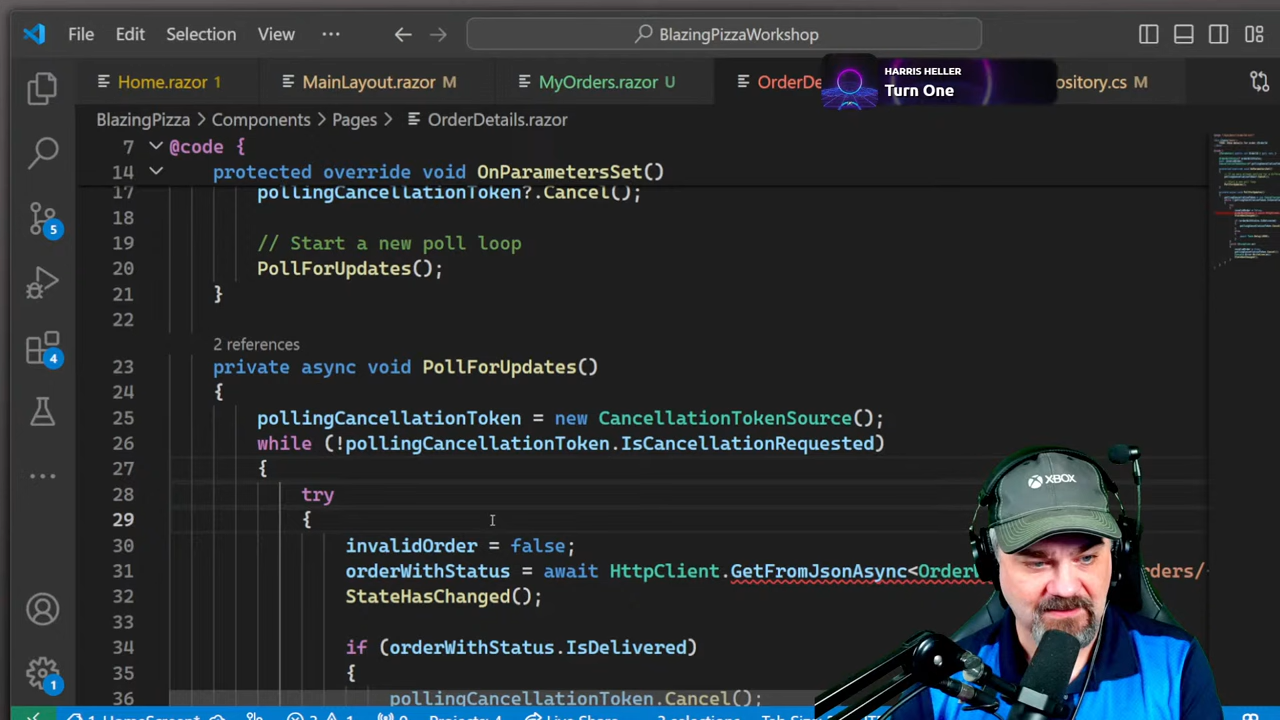 File Edit Selection View ··· BlazingPizzaWorkshop
Home.razor 1 MainLayout.razor M MyOrders.razor U OrderDe ository.cs M
HARRIS HELLER
Turn One
BlazingPizza > Components > Pages > OrderDetails.razor
7 @code {
14 protected override void OnParametersSet()
17 pollingCancellationToken?.Cancel();
18
19 // Start a new poll loop
20 PollForUpdates();
21 }
22
2 references
23 private async void PollForUpdates()
24 {
25 pollingCancellationToken = new CancellationTokenSource();
26 while (!pollingCancellationToken.IsCancellationRequested)
27 {
28 try
29 {
30 invalidOrder = false;
31 orderWithStatus = await HttpClient.GetFromJsonAsync<OrderW rders/
32 StateHasChanged();
33
34 if (orderWithStatus.IsDelivered)
35 {
36 pollingCancellationToken.Cancel();
5
4
1
XBOX